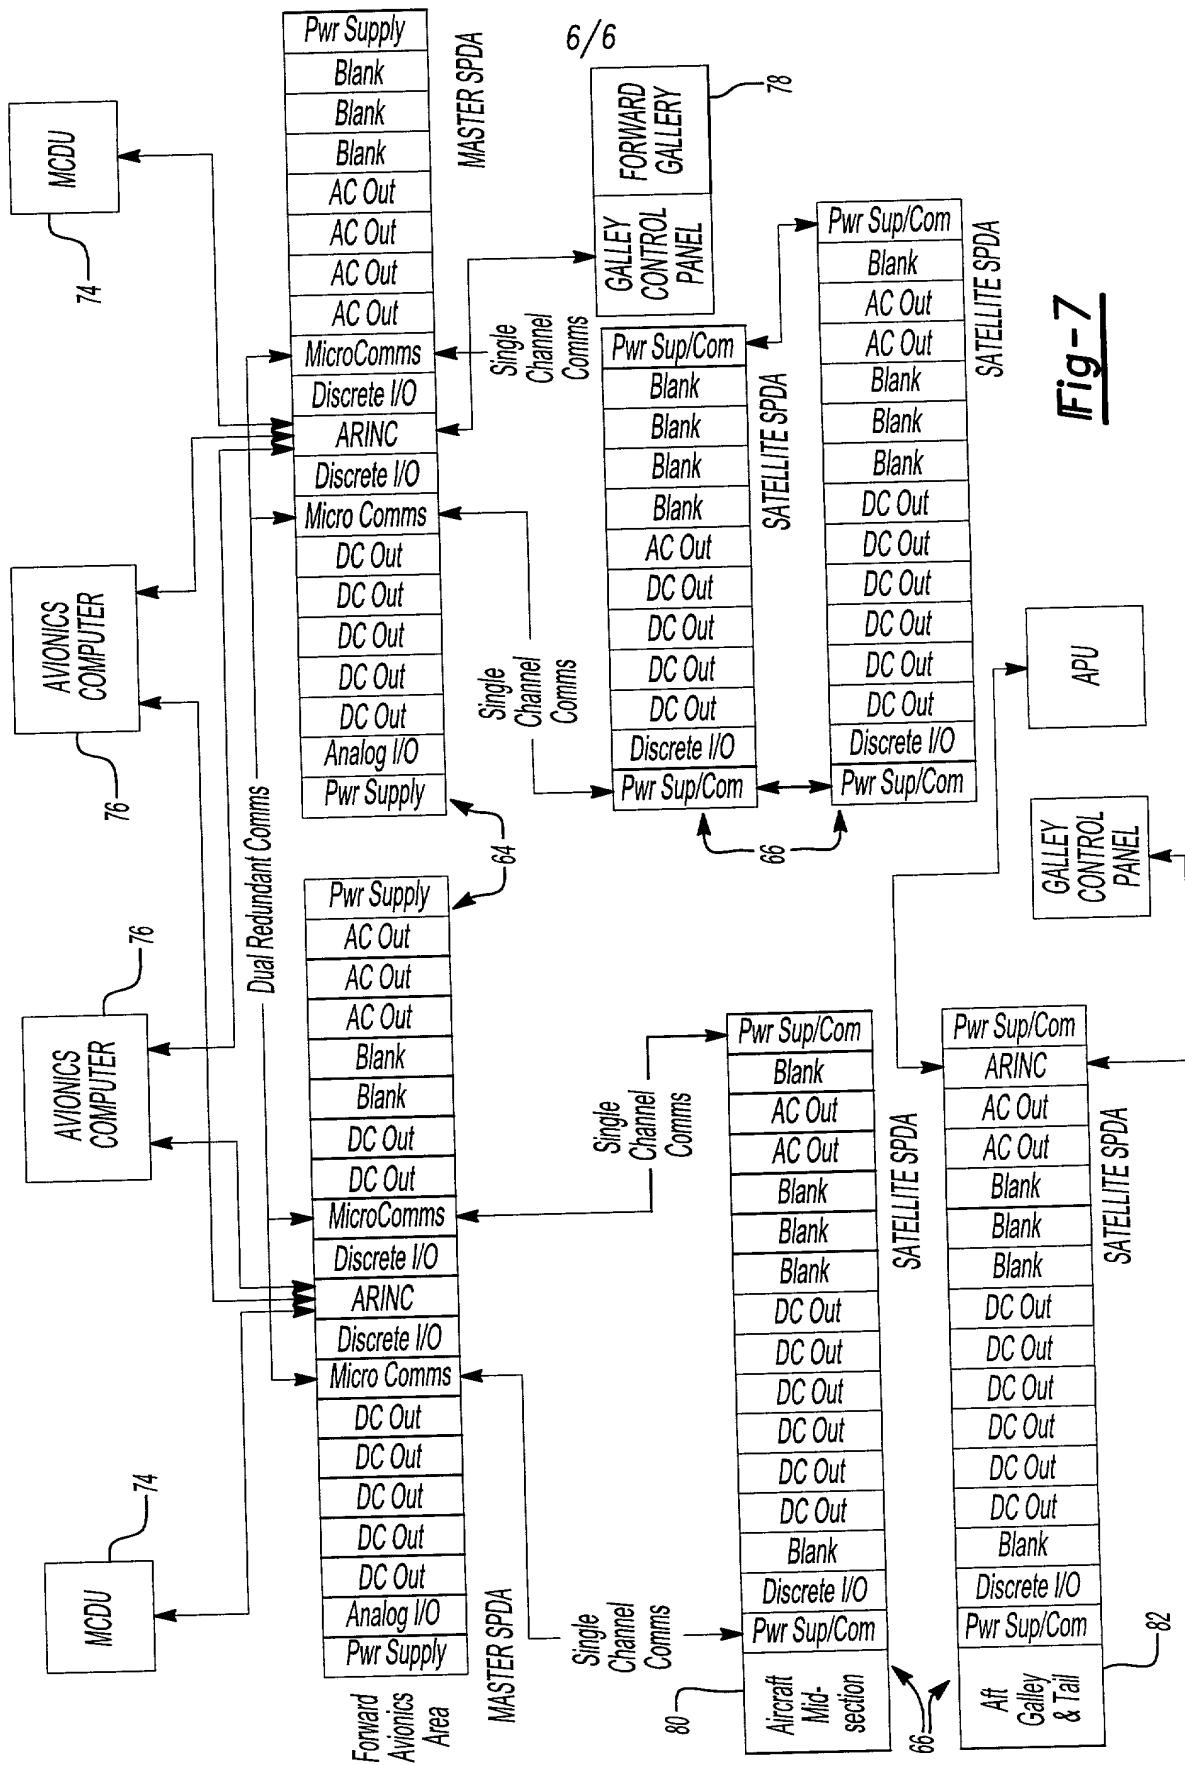 6/6
MCDU
74
AVIONICS
COMPUTER
76
AVIONICS
COMPUTER
76
MCDU
74
Dual Redundant Comms
Forward
Avionics
Area
Pwr Supply
Analog I/O
DC Out
DC Out
DC Out
DC Out
DC Out
Micro Comms
Discrete I/O
ARINC
Discrete I/O
MicroComms
DC Out
DC Out
Blank
Blank
AC Out
AC Out
AC Out
Pwr Supply
MASTER SPDA
64
Pwr Supply
Analog I/O
DC Out
DC Out
DC Out
DC Out
DC Out
Micro Comms
Discrete I/O
ARINC
Discrete I/O
MicroComms
AC Out
AC Out
AC Out
AC Out
Blank
Blank
Blank
Pwr Supply
MASTER SPDA
Single
Channel
Comms
Single
Channel
Comms
Single
Channel
Comms
Single
Channel
Comms
GALLEY
CONTROL
PANEL
FORWARD
GALLERY
78
66
Pwr Sup/Com
Discrete I/O
DC Out
DC Out
DC Out
DC Out
AC Out
Blank
Blank
Blank
Blank
Pwr Sup/Com
SATELLITE SPDA
Pwr Sup/Com
Discrete I/O
DC Out
DC Out
DC Out
DC Out
DC Out
DC Out
Blank
Blank
Blank
AC Out
AC Out
Blank
Pwr Sup/Com
SATELLITE SPDA
80
Aircraft
Mid-
section
Pwr Sup/Com
Discrete I/O
Blank
DC Out
DC Out
DC Out
DC Out
DC Out
DC Out
Blank
Blank
Blank
AC Out
AC Out
Blank
Pwr Sup/Com
SATELLITE SPDA
66
Aft
Galley
& Tail
82
Pwr Sup/Com
Discrete I/O
Blank
DC Out
DC Out
DC Out
DC Out
DC Out
DC Out
Blank
Blank
Blank
AC Out
AC Out
ARINC
Pwr Sup/Com
SATELLITE SPDA
GALLEY
CONTROL
PANEL
APU
Fig-7